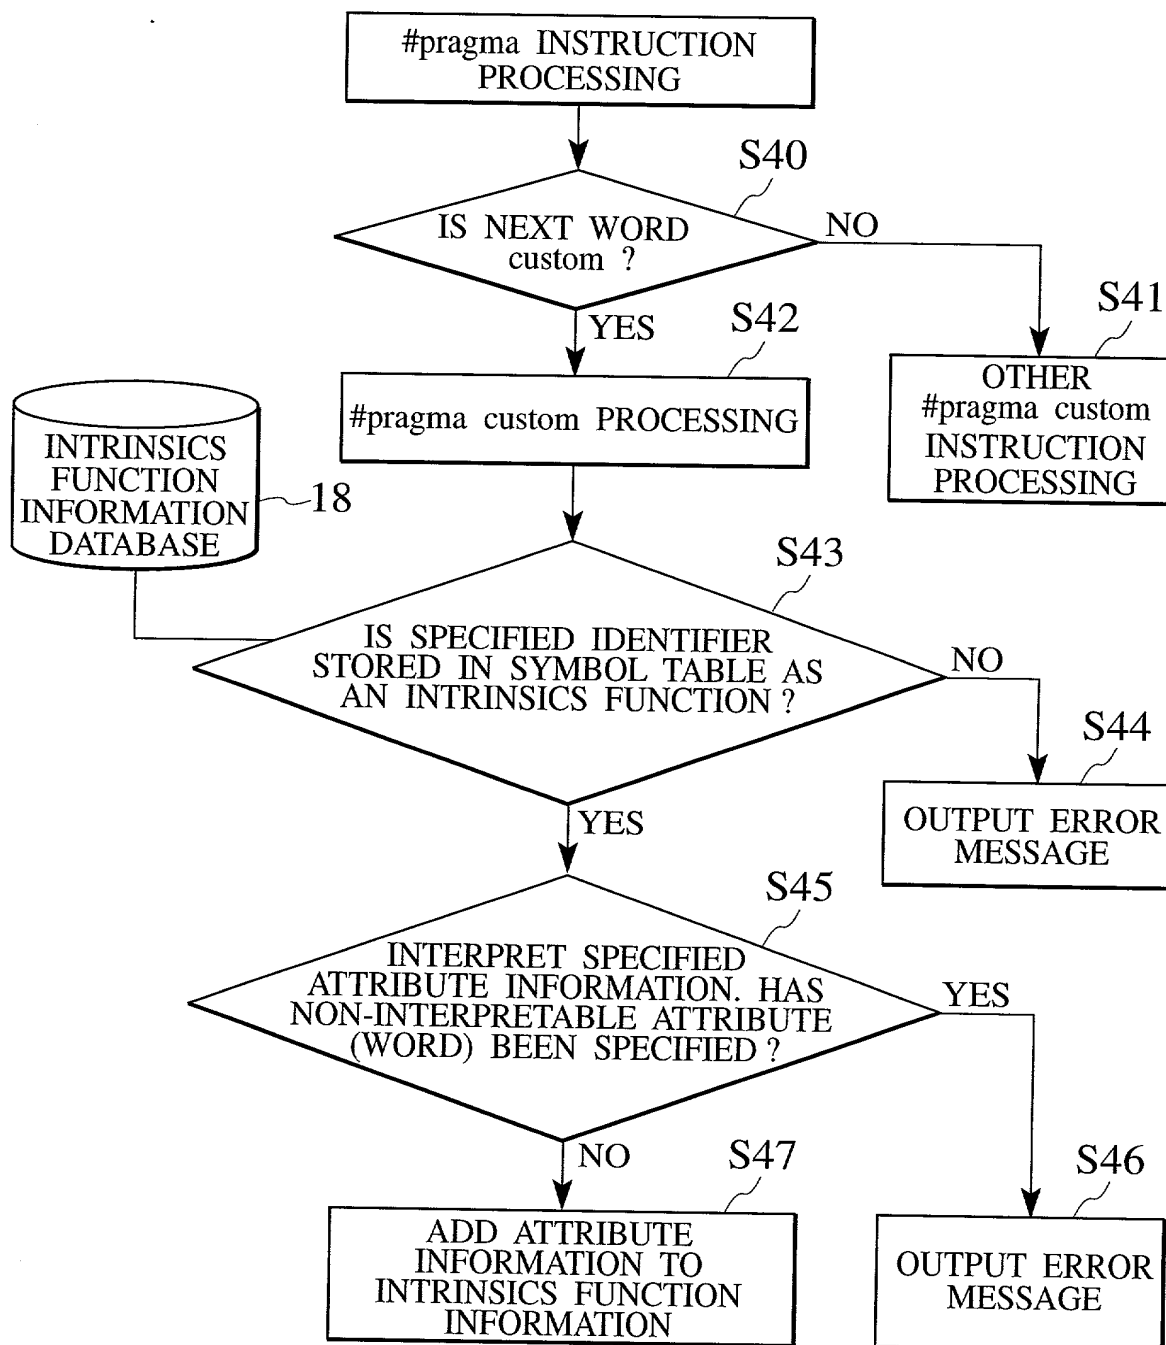 #pragma INSTRUCTION
PROCESSING
S40
IS NEXT WORD
custom ?
NO
YES
S41
OTHER
#pragma custom
INSTRUCTION
PROCESSING
S42
#pragma custom PROCESSING
INTRINSICS
FUNCTION
INFORMATION
DATABASE
18
S43
IS SPECIFIED IDENTIFIER
STORED IN SYMBOL TABLE AS
AN INTRINSICS FUNCTION ?
NO
YES
S44
OUTPUT ERROR
MESSAGE
S45
INTERPRET SPECIFIED
ATTRIBUTE INFORMATION. HAS
NON-INTERPRETABLE ATTRIBUTE
(WORD) BEEN SPECIFIED ?
YES
NO
S46
OUTPUT ERROR
MESSAGE
S47
ADD ATTRIBUTE
INFORMATION TO
INTRINSICS FUNCTION
INFORMATION